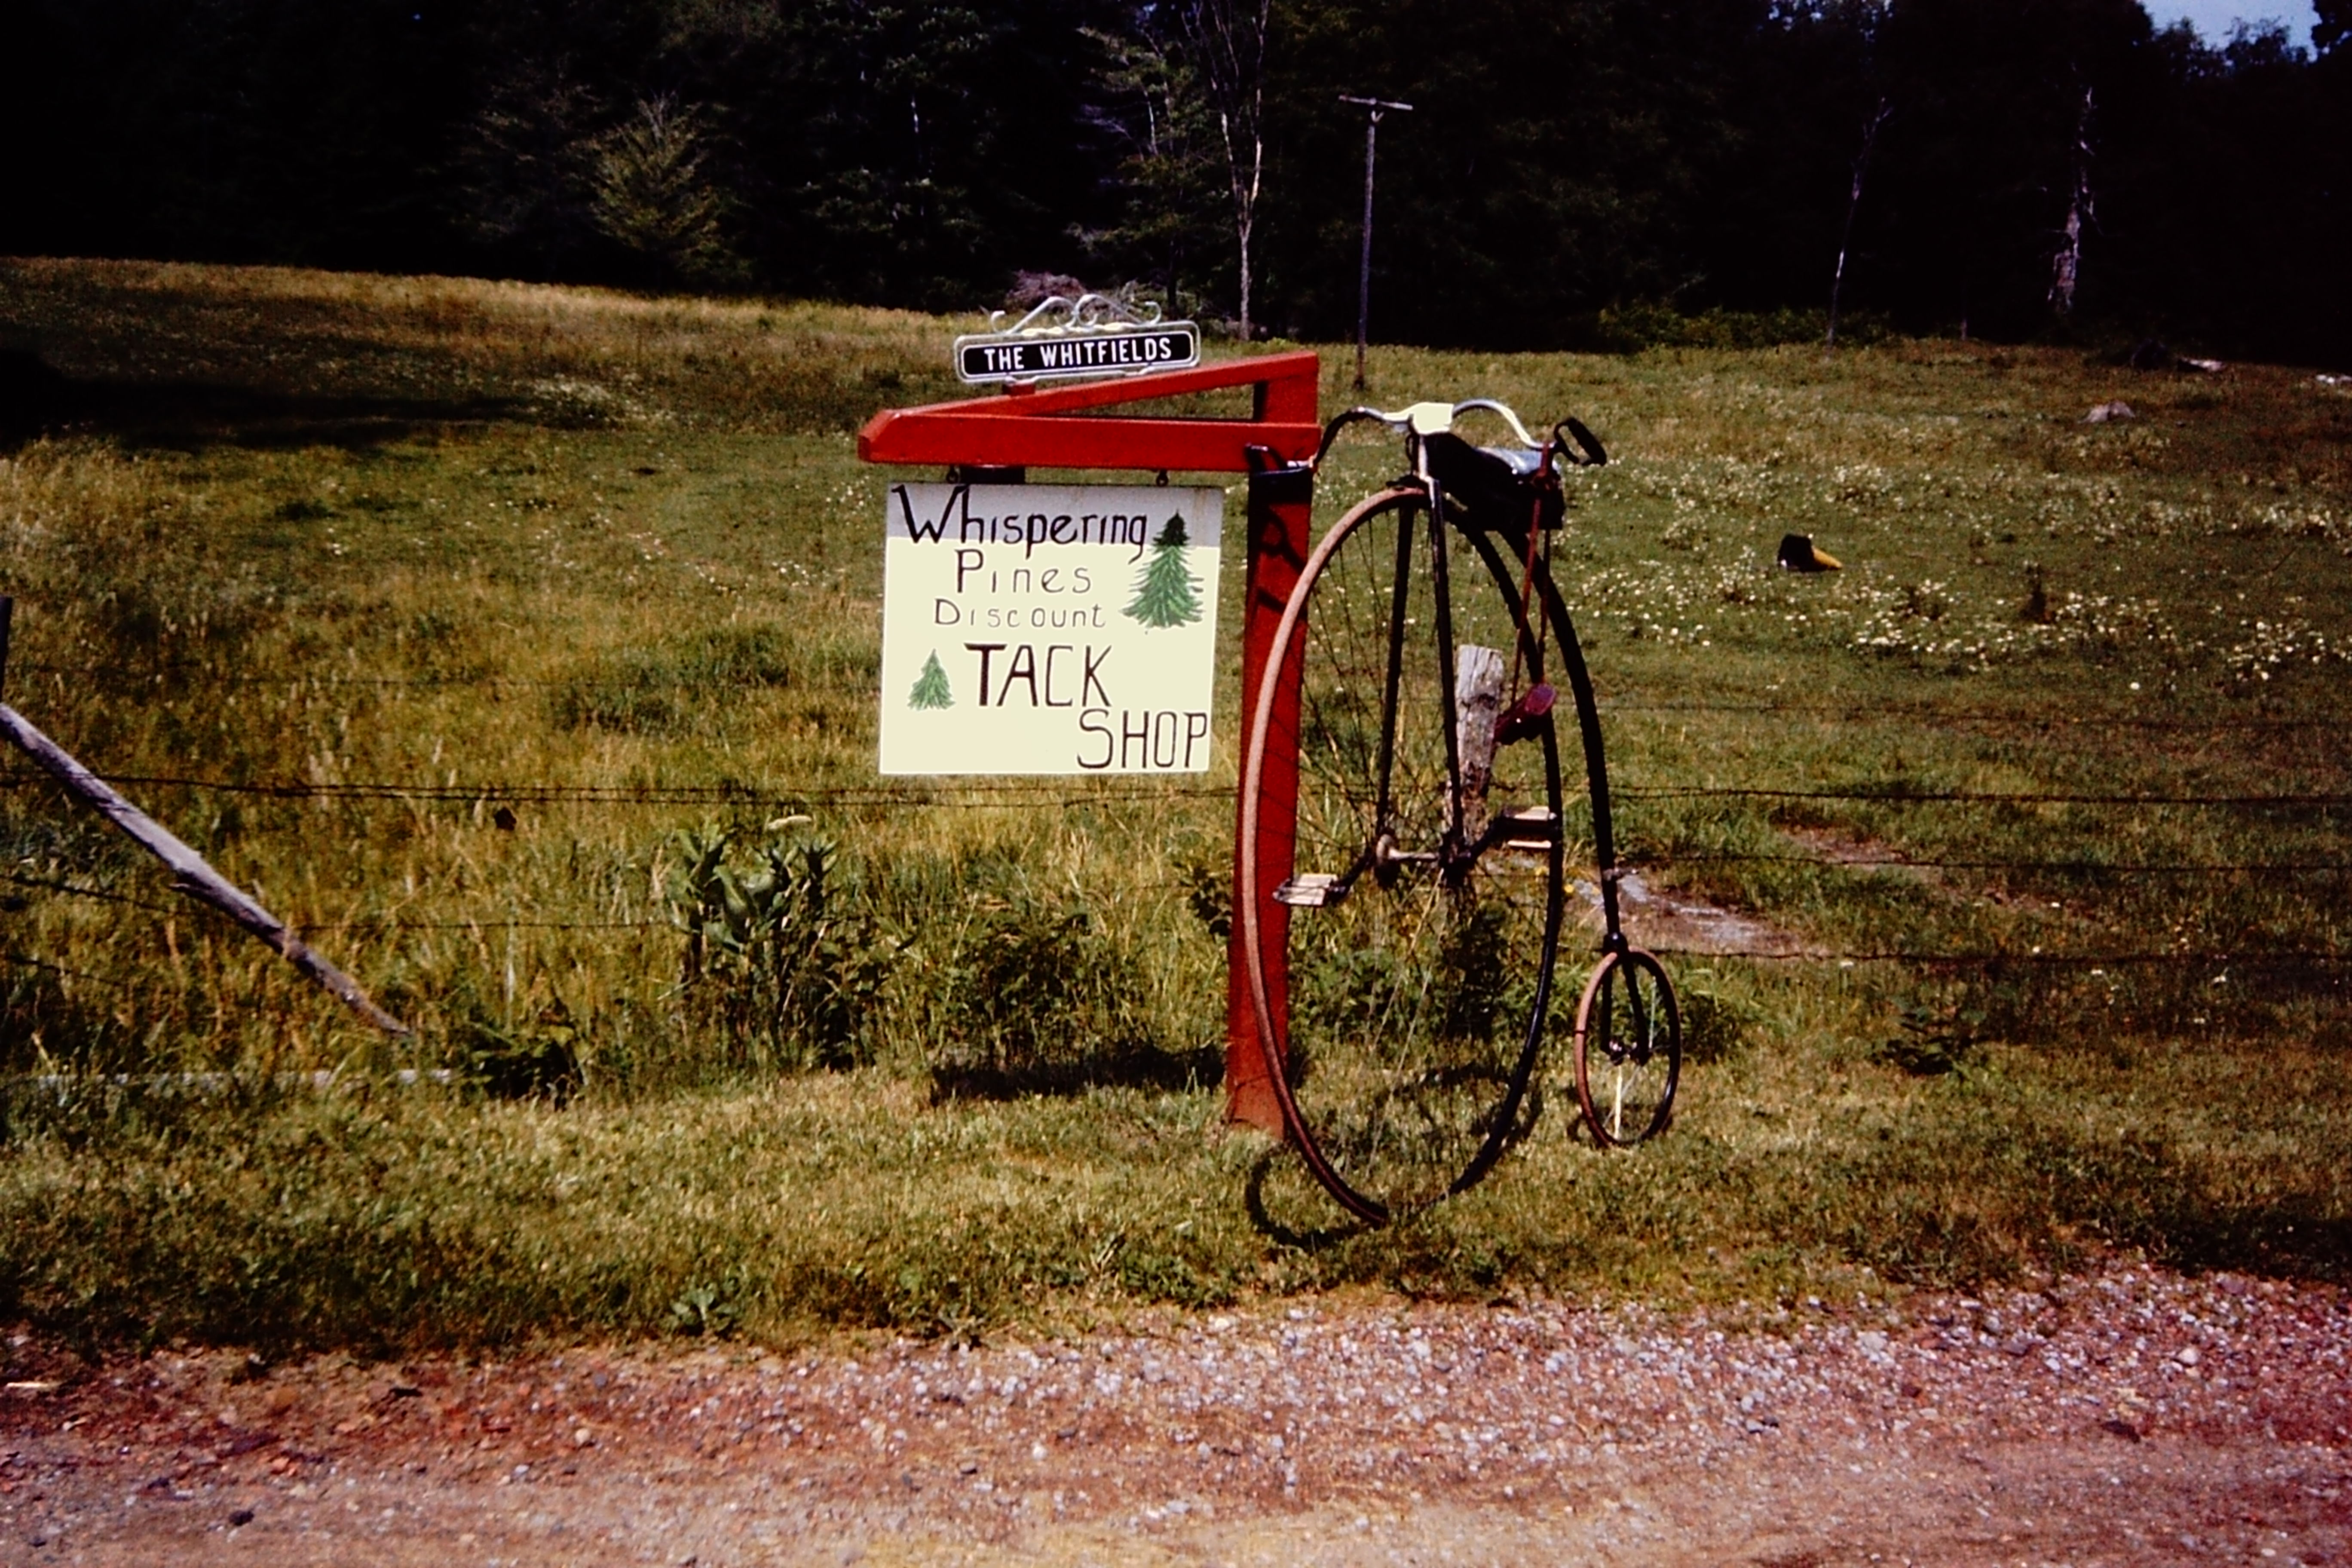 THE WHITFIELDS
Whispering
Pines
Discount
TACK
SHOP